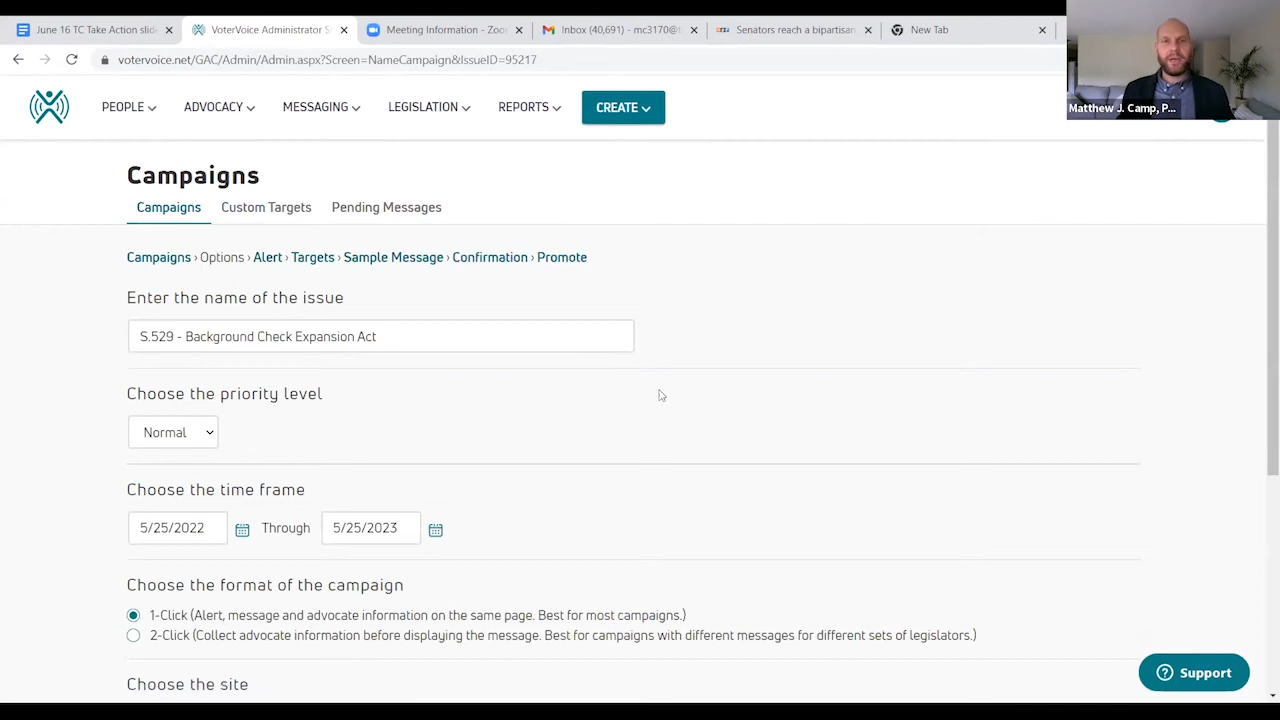 June 16 TC Take Action slid
VoterVoice Administrator S
Meeting Information - Zoo
Inbox (40,691) - mc3170@t
Senators reach a bipartisan
New Tab
votervoice.net/GAC/Admin/Admin.aspx?Screen=NameCampaign&IssueID=95217
Matthew J. Camp, P...
PEOPLE ADVOCACY MESSAGING LEGISLATION REPORTS CREATE
Campaigns
Campaigns Custom Targets Pending Messages
Campaigns › Options › Alert › Targets › Sample Message › Confirmation › Promote
Enter the name of the issue
S.529 - Background Check Expansion Act
Choose the priority level
Normal
Choose the time frame
5/25/2022 Through 5/25/2023
Choose the format of the campaign
1-Click (Alert, message and advocate information on the same page. Best for most campaigns.)
2-Click (Collect advocate information before displaying the message. Best for campaigns with different messages for different sets of legislators.)
Choose the site
Support